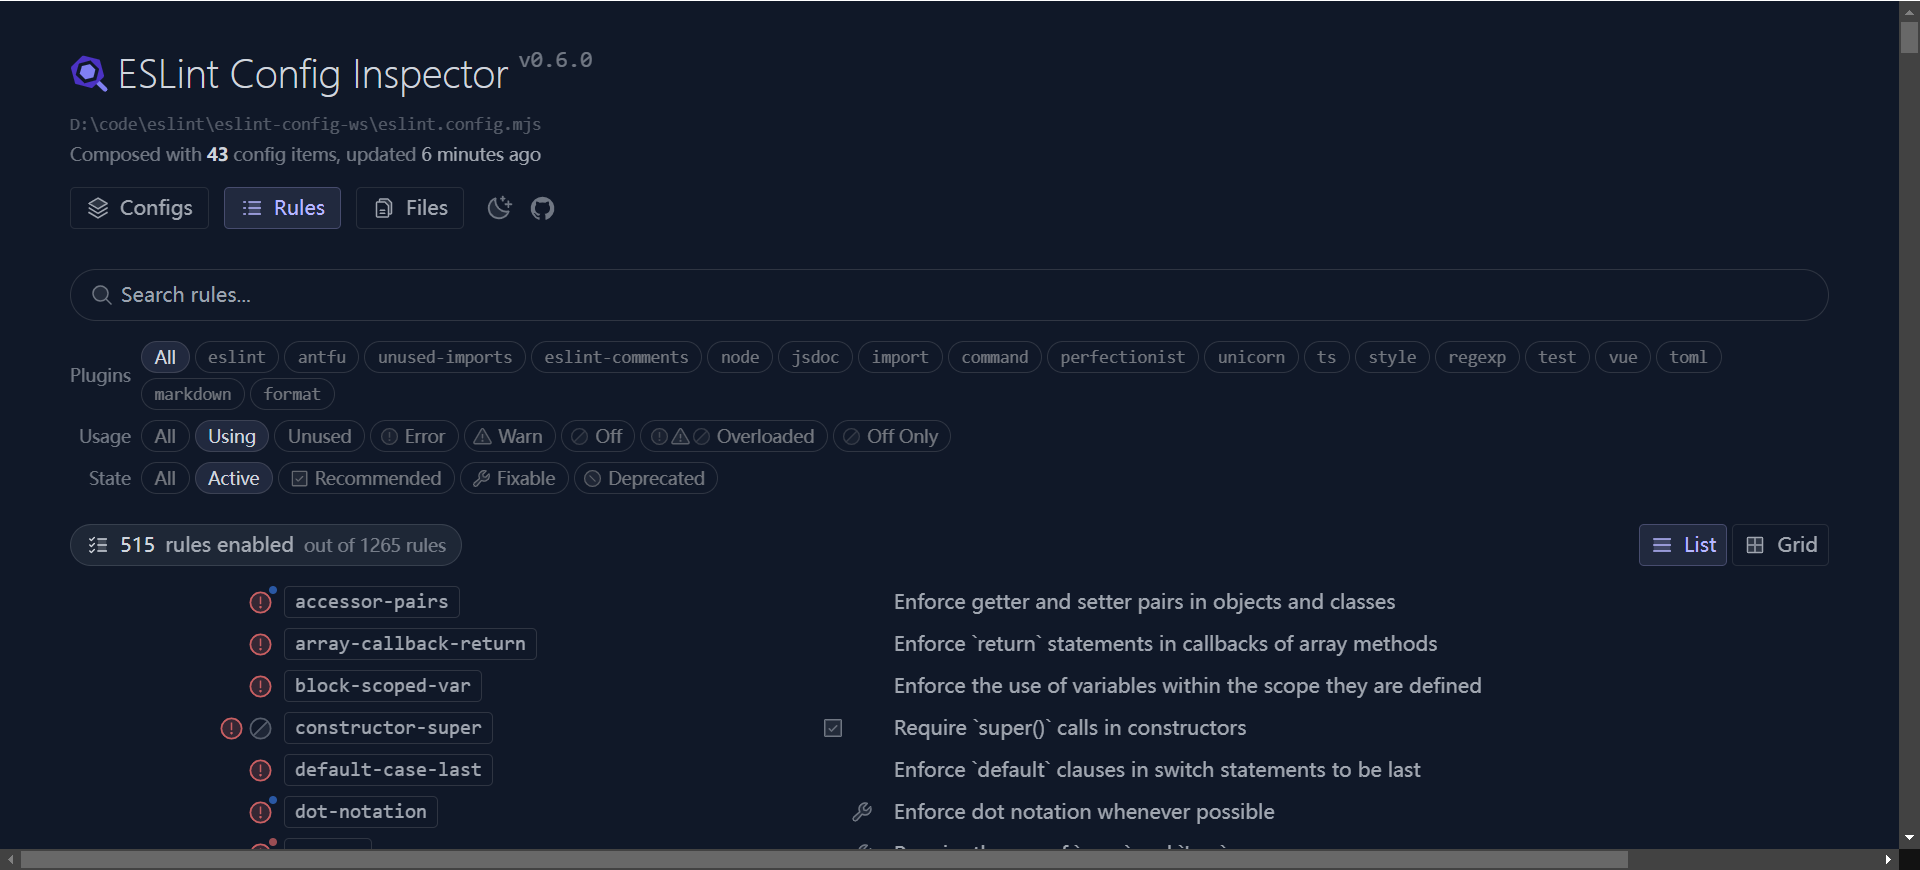 ESLint Config Inspector v0.6.0
D:\code\eslint\eslint-config-ws\eslint.config.mjs
Composed with 43 config items, updated 6 minutes ago
Configs Rules Files
Search rules...
Plugins All eslint antfu unused-imports eslint-comments node jsdoc import command perfectionist unicorn ts style regexp test vue toml
markdown format
Usage All Using Unused Error Warn Off Overloaded Off Only
State All Active Recommended Fixable Deprecated
515 rules enabled out of 1265 rules List Grid
accessor-pairs Enforce getter and setter pairs in objects and classes
array-callback-return Enforce `return` statements in callbacks of array methods
block-scoped-var Enforce the use of variables within the scope they are defined
constructor-super Require `super()` calls in constructors
default-case-last Enforce `default` clauses in switch statements to be last
dot-notation Enforce dot notation whenever possible